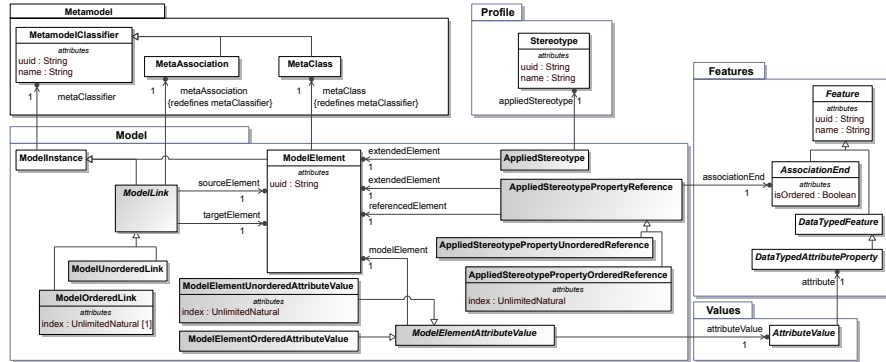 Metamodel
MetamodelClassifier
attributes
uuid : String
name : String
MetaAssociation
MetaClass
1
metaClassifier
1
metaAssociation
{redefines metaClassifier}
1
metaClass
{redefines metaClassifier}
Profile
Stereotype
attributes
uuid : String
name : String
appliedStereotype
1
Features
Feature
attributes
uuid : String
name : String
AssociationEnd
attributes
isOrdered : Boolean
DataTypedFeature
DataTypedAttributeProperty
associationEnd
1
attribute
1
Model
ModelInstance
ModelElement
attributes
uuid : String
ModelLink
sourceElement
1
targetElement
1
extendedElement
1
AppliedStereotype
extendedElement
1
AppliedStereotypePropertyReference
referencedElement
1
AppliedStereotypePropertyUnorderedReference
AppliedStereotypePropertyOrderedReference
attributes
index : UnlimitedNatural
modelElement
1
ModelUnorderedLink
ModelOrderedLink
attributes
index : UnlimitedNatural [1]
ModelElementUnorderedAttributeValue
attributes
index : UnlimitedNatural
ModelElementOrderedAttributeValue
ModelElementAttributeValue
attributeValue
1
Values
AttributeValue